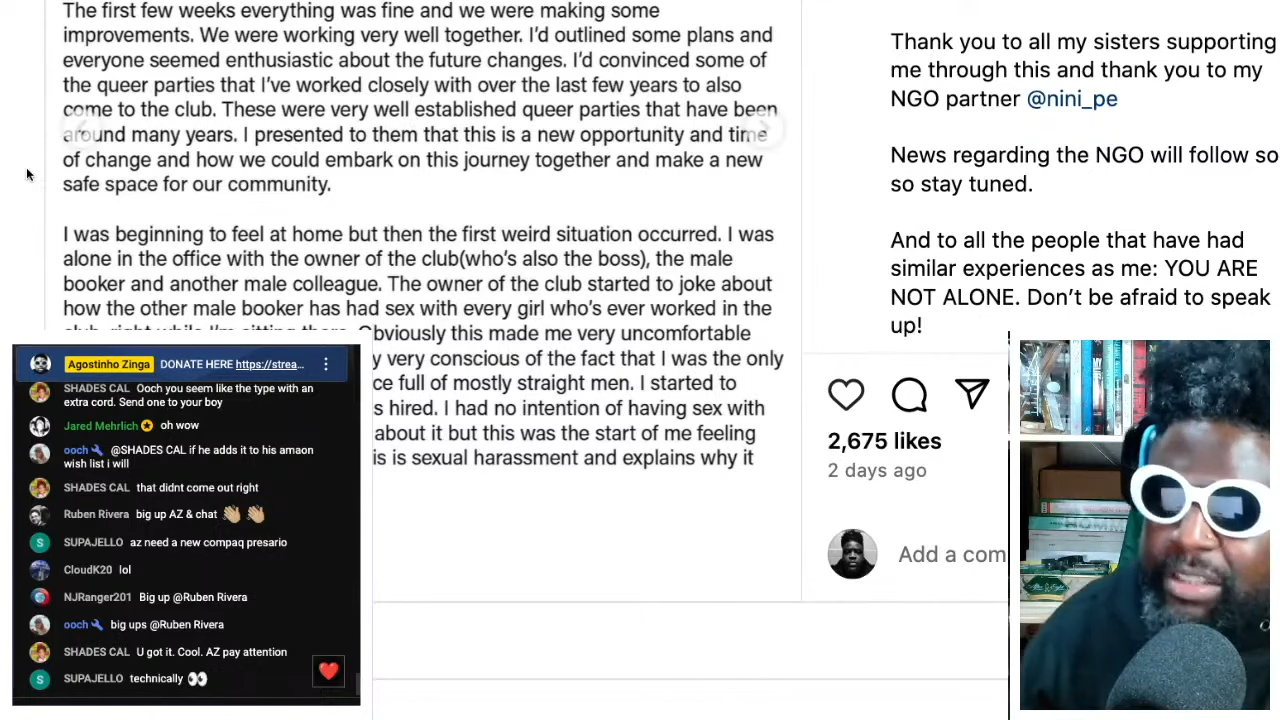 The first few weeks everything was fine and we were making some
improvements. We were working very well together. I'd outlined some plans and
everyone seemed enthusiastic about the future changes. I'd convinced some of
the queer parties that I've worked closely with over the last few years to also
come to the club. These were very well established queer parties that have been
around many years. I presented to them that this is a new opportunity and time
of change and how we could embark on this journey together and make a new
safe space for our community.
I was beginning to feel at home but then the first weird situation occurred. I was
alone in the office with the owner of the club(who's also the boss), the male
booker and another male colleague. The owner of the club started to joke about
how the other male booker has had sex with every girl who's ever worked in the
club, right while I'm sitting there. Obviously this made me very uncomfortable
y very conscious of the fact that I was the only
ce full of mostly straight men. I started to
s hired. I had no intention of having sex with
about it but this was the start of me feeling
is is sexual harassment and explains why it
Thank you to all my sisters supporting
me through this and thank you to my
NGO partner @nini_pe
News regarding the NGO will follow so
so stay tuned.
And to all the people that have had
similar experiences as me: YOU ARE
NOT ALONE. Don't be afraid to speak
up!
2,675 likes
2 days ago
Add a com
Agostinho Zinga DONATE HERE https://strea...
SHADES CAL Ooch you seem like the type with an
extra cord. Send one to your boy
Jared Mehrlich oh wow
ooch @SHADES CAL if he adds it to his amaon
wish list i will
SHADES CAL that didnt come out right
Ruben Rivera big up AZ & chat 👏🏼 👏🏼
S SUPAJELLO az need a new compaq presario
CloudK20 lol
NJRanger201 Big up @Ruben Rivera
ooch big ups @Ruben Rivera
SHADES CAL U got it. Cool. AZ pay attention
S SUPAJELLO technically 👀